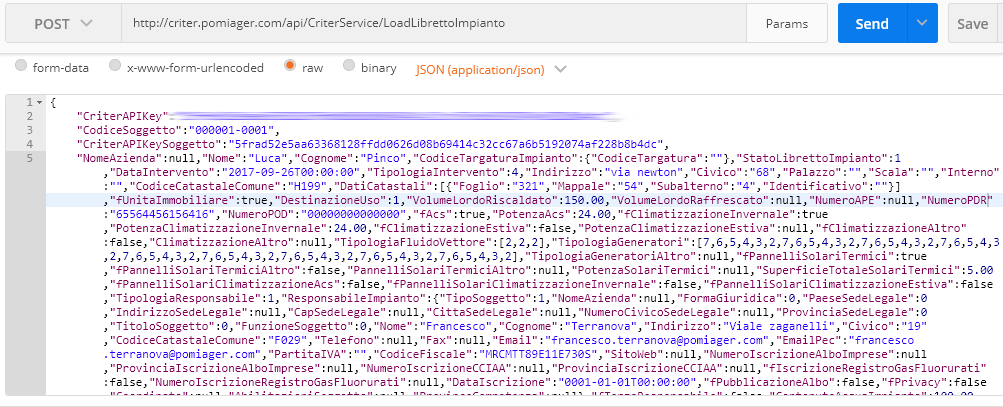 POST http://criter.pomiager.com/api/CriterService/LoadLibrettoImpianto Params Send Save
form-data x-www-form-urlencoded raw binary JSON (application/json)
1 {
2 "CriterAPIKey"
3 "CodiceSoggetto":"000001-0001",
4 "CriterAPIKeySoggetto":"5frad52e5aa63368128ffdd0626d08b69414c32cc67a6b5192074af228b8b4dc",
5 "NomeAzienda":null,"Nome":"Luca","Cognome":"Pinco","CodiceTargaturaImpianto":{"CodiceTargatura":""},"StatoLibrettoImpianto":1
,"DataIntervento":"2017-09-26T00:00:00","TipologiaIntervento":4,"Indirizzo":"via newton","Civico":"68","Palazzo":"","Scala":"","Interno"
:"","CodiceCatastaleComune":"H199","DatiCatastali":[{"Foglio":"321","Mappale":"54","Subalterno":"4","Identificativo":""}]
,"fUnitaImmobiliare":true,"DestinazioneUso":1,"VolumeLordoRiscaldato":150.00,"VolumeLordoRaffrescato":null,"NumeroAPE":null,"NumeroPDR"
:"65564456156416","NumeroPOD":"00000000000000","fAcs":true,"PotenzaAcs":24.00,"fClimatizzazioneInvernale":true
,"PotenzaClimatizzazioneInvernale":24.00,"fClimatizzazioneEstiva":false,"PotenzaClimatizzazioneEstiva":null,"fClimatizzazioneAltro"
:false,"ClimatizzazioneAltro":null,"TipologiaFluidoVettore":[2,2,2],"TipologiaGeneratori":[7,6,5,4,3,2,7,6,5,4,3,2,7,6,5,4,3,2,7,6,5,4,3
,2,7,6,5,4,3,2,7,6,5,4,3,2,7,6,5,4,3,2,7,6,5,4,3,2,7,6,5,4,3,2],"TipologiaGeneratoriAltro":null,"fPannelliSolariTermici":true
,"fPannelliSolariTermiciAltro":false,"PannelliSolariTermiciAltro":null,"PotenzaSolariTermici":null,"SuperficieTotaleSolariTermici":5.00
,"fPannelliSolariClimatizzazioneAcs":false,"fPannelliSolariClimatizzazioneInvernale":false,"fPannelliSolariClimatizzazioneEstiva":false
,"TipologiaResponsabile":1,"ResponsabileImpianto":{"TipoSoggetto":1,"NomeAzienda":null,"FormaGiuridica":0,"PaeseSedeLegale":0
,"IndirizzoSedeLegale":null,"CapSedeLegale":null,"CittaSedeLegale":null,"NumeroCivicoSedeLegale":null,"ProvinciaSedeLegale":0
,"TitoloSoggetto":0,"FunzioneSoggetto":0,"Nome":"Francesco","Cognome":"Terranova","Indirizzo":"Viale zaganelli","Civico":"19"
,"CodiceCatastaleComune":"F029","Telefono":null,"Fax":null,"Email":"francesco.terranova@pomiager.com","EmailPec":"francesco
.terranova@pomiager.com","PartitaIVA":"","CodiceFiscale":"MRCMTT89E11E730S","SitoWeb":null,"NumeroIscrizioneAlboImprese":null
,"ProvinciaIscrizioneAlboImprese":null,"NumeroIscrizioneCCIAA":null,"ProvinciaIscrizioneCCIAA":null,"fIscrizioneRegistroGasFluorurati"
:false,"NumeroIscrizioneRegistroGasFluorurati":null,"DataIscrizione":"0001-01-01T00:00:00","fPubblicazioneAlbo":false,"fPrivacy":false